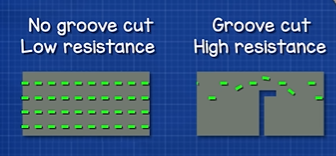 No groove cut
Low resistance
Groove cut
High resistance